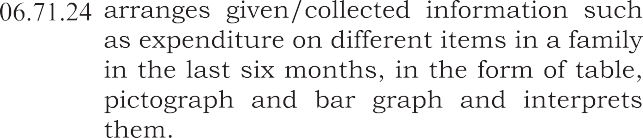 06.71.24 arranges given/collected information such
as expenditure on different items in a family
in the last six months, in the form of table,
pictograph and bar graph and interprets
them.